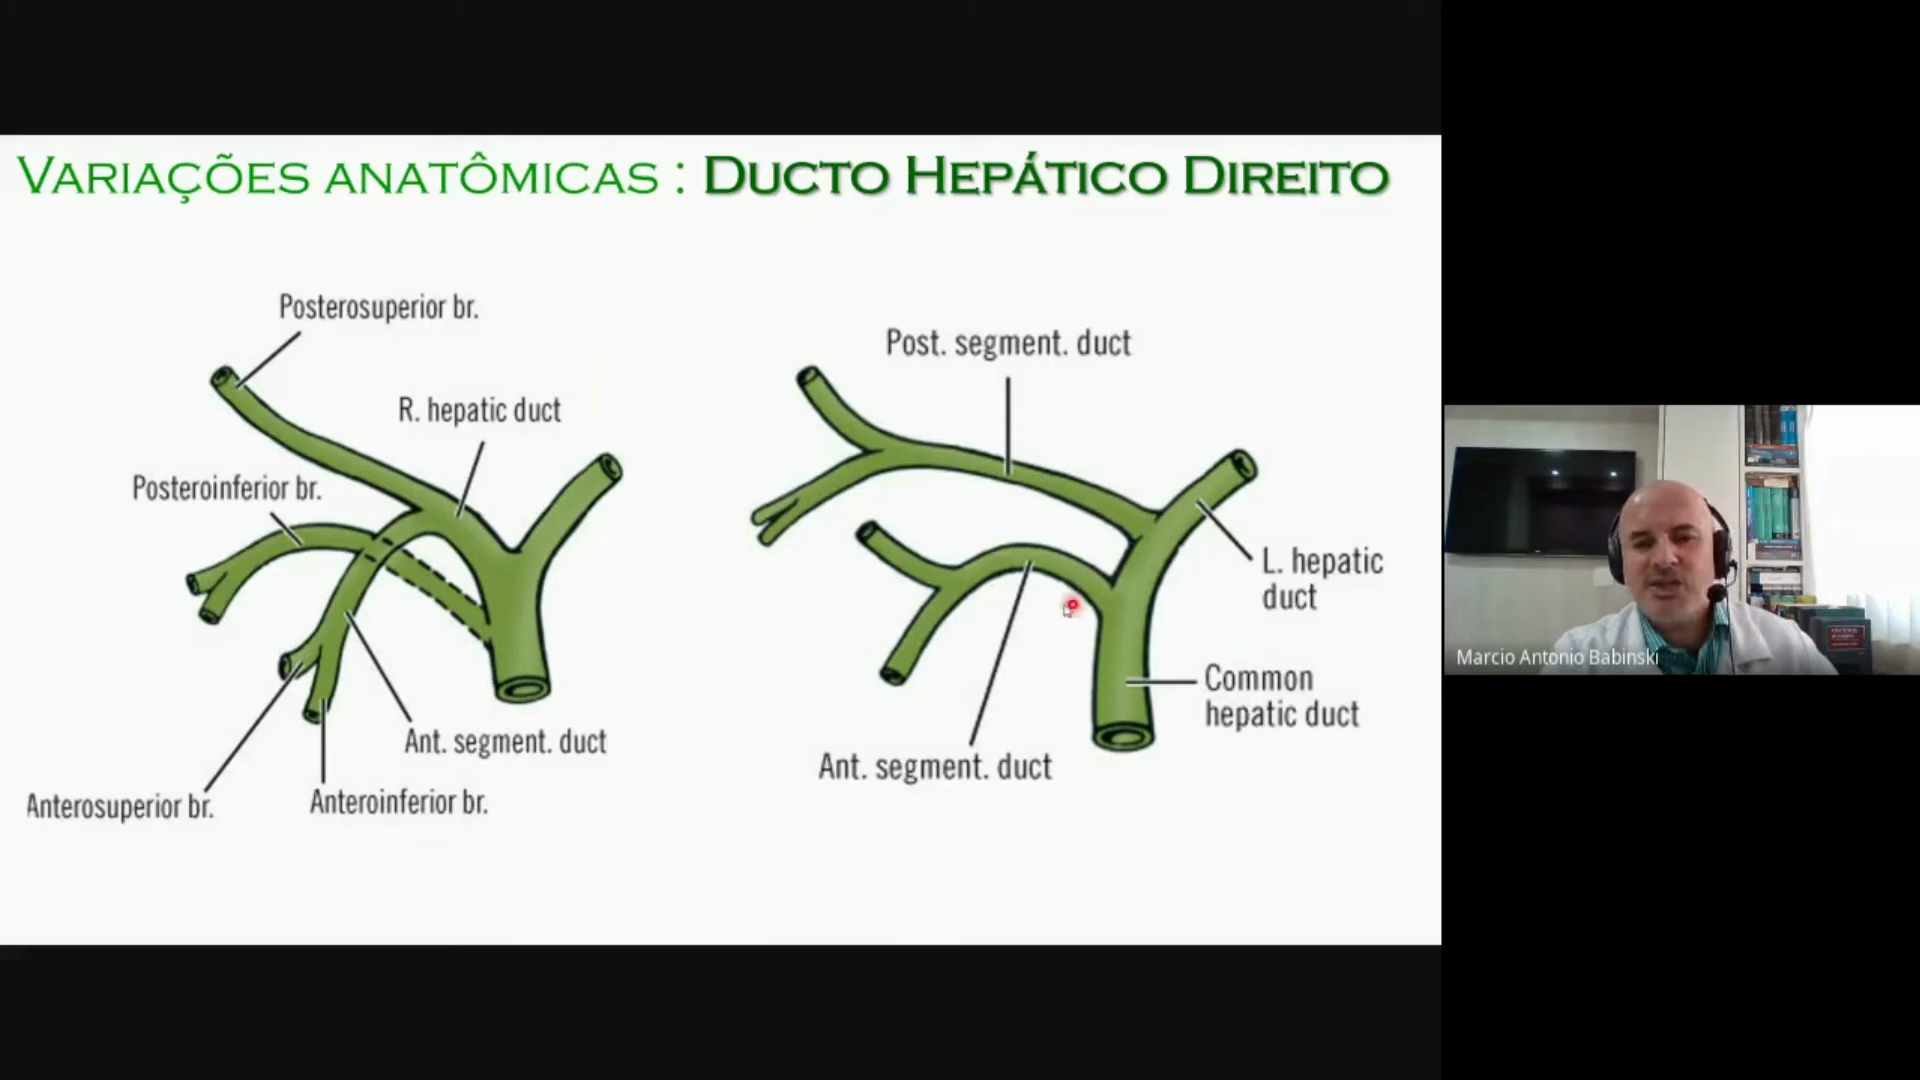 VARIAÇÕES ANATÔMICAS : DUCTO HEPÁTICO DIREITO
Posterosuperior br.
R. hepatic duct
Posteroinferior br.
Ant. segment. duct
Anterosuperior br.
Anteroinferior br.
Post. segment. duct
L. hepatic
duct
Common
hepatic duct
Ant. segment. duct
Marcio Antonio Babinski